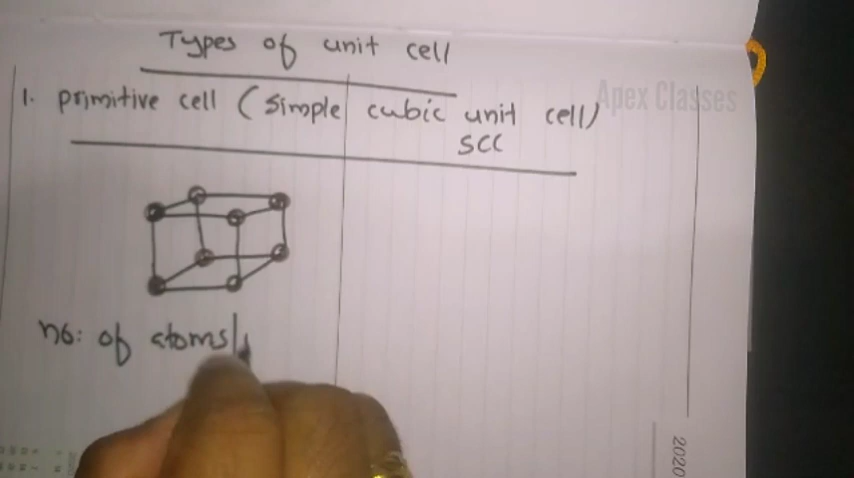 Types of unit cell
1. primitive cell (simple cubic unit cell)
SCC
Apex Classes
no: of atoms|
2020